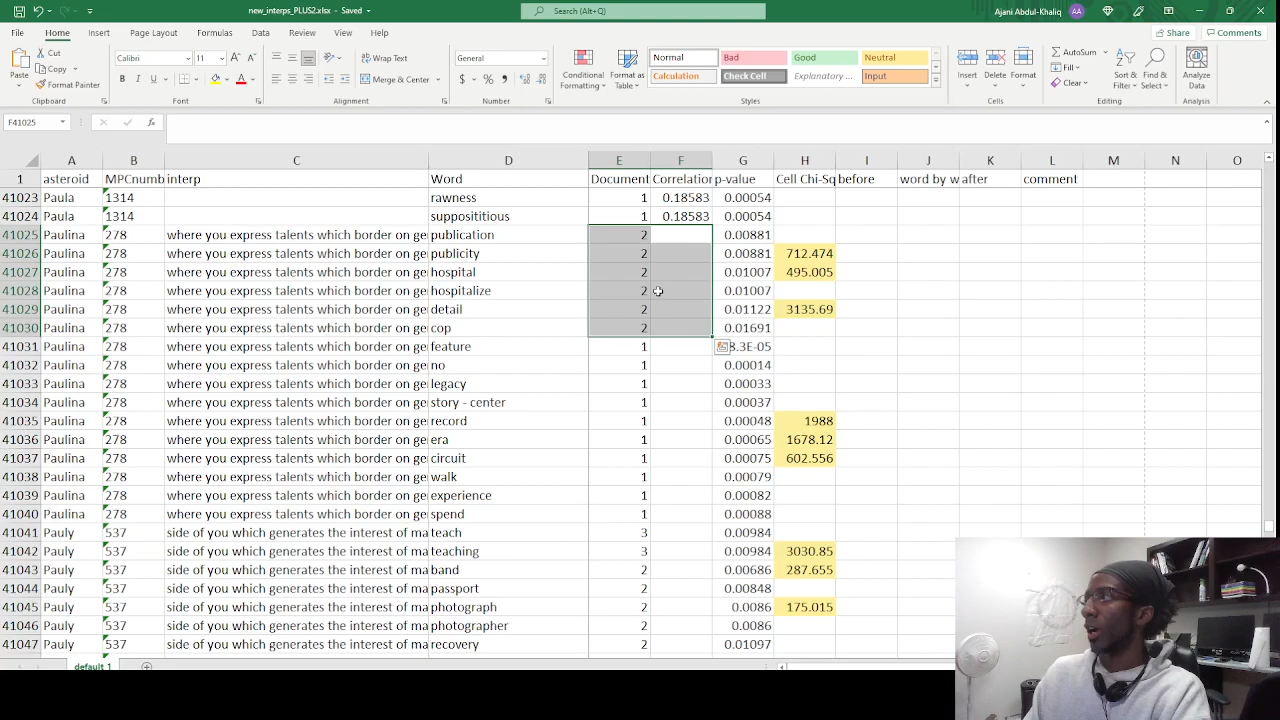 new_interps_PLUS2.xlsx - Saved
Search (Alt+Q)
Ajani Abdul-Khaliq AA
File Home Insert Page Layout Formulas Data Review View Help
Share Comments
Paste Cut Copy Format Painter
Calibri 11
Wrap Text
Merge & Center
General
Conditional Formatting
Format as Table
Normal Bad Good Neutral
Calculation Check Cell Explanatory ... Input
Insert Delete Format
AutoSum
Fill
Clear
Sort & Filter
Find & Select
Analyze Data
Clipboard Font Alignment Number Styles Cells Editing Analysis
F41025
A B C D E F G H I J K L M N O
1 asteroid MPCnumb interp Word Document Correlation p-value Cell Chi-Sq before word by w after comment
41023 Paula 1314 rawness 1 0.18583 0.00054
41024 Paula 1314 supposititious 1 0.18583 0.00054
41025 Paulina 278 where you express talents which border on ge publication 2 0.00881
41026 Paulina 278 where you express talents which border on ge publicity 2 0.00881 712.474
41027 Paulina 278 where you express talents which border on ge hospital 2 0.01007 495.005
41028 Paulina 278 where you express talents which border on ge hospitalize 2 0.01007
41029 Paulina 278 where you express talents which border on ge detail 2 0.01122 3135.69
41030 Paulina 278 where you express talents which border on ge cop 2 0.01691
41031 Paulina 278 where you express talents which border on ge feature 1 8.3E-05
41032 Paulina 278 where you express talents which border on ge no 1 0.00014
41033 Paulina 278 where you express talents which border on ge legacy 1 0.00033
41034 Paulina 278 where you express talents which border on ge story - center 1 0.00037
41035 Paulina 278 where you express talents which border on ge record 1 0.00048 1988
41036 Paulina 278 where you express talents which border on ge era 1 0.00065 1678.12
41037 Paulina 278 where you express talents which border on ge circuit 1 0.00075 602.556
41038 Paulina 278 where you express talents which border on ge walk 1 0.00079
41039 Paulina 278 where you express talents which border on ge experience 1 0.00082
41040 Paulina 278 where you express talents which border on ge spend 1 0.00088
41041 Pauly 537 side of you which generates the interest of ma teach 3 0.00984
41042 Pauly 537 side of you which generates the interest of ma teaching 3 0.00984 3030.85
41043 Pauly 537 side of you which generates the interest of ma band 2 0.00686 287.655
41044 Pauly 537 side of you which generates the interest of ma passport 2 0.00848
41045 Pauly 537 side of you which generates the interest of ma photograph 2 0.0086 175.015
41046 Pauly 537 side of you which generates the interest of ma photographer 2 0.0086
41047 Pauly 537 side of you which generates the interest of ma recovery 2 0.01097
default_1